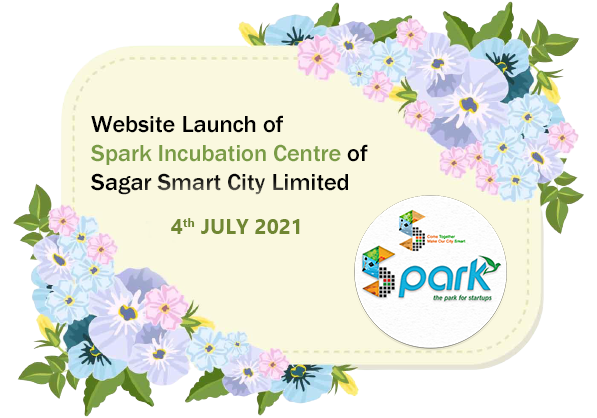 Website Launch of
Spark Incubation Centre of
Sagar Smart City Limited
4th JULY 2021
Come Together
Make Our City Smart
Spark
the park for startups